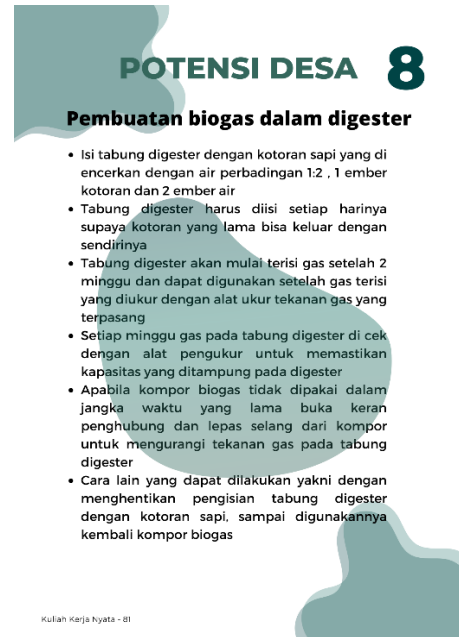 POTENSI DESA 8
Pembuatan biogas dalam digester
• Isi tabung digester dengan kotoran sapi yang di
encerkan dengan air perbadingan 1:2 , 1 ember
kotoran dan 2 ember air
• Tabung digester harus diisi setiap harinya
supaya kotoran yang lama bisa keluar dengan
sendirinya
• Tabung digester akan mulai terisi gas setelah 2
minggu dan dapat digunakan setelah gas terisi
yang diukur dengan alat ukur tekanan gas yang
terpasang
• Setiap minggu gas pada tabung digester di cek
dengan alat pengukur untuk memastikan
kapasitas yang ditampung pada digester
• Apabila kompor biogas tidak dipakai dalam
jangka waktu yang lama buka keran
penghubung dan lepas selang dari kompor
untuk mengurangi tekanan gas pada tabung
digester
• Cara lain yang dapat dilakukan yakni dengan
menghentikan pengisian tabung digester
dengan kotoran sapi, sampai digunakannya
kembali kompor biogas
Kuliah Kerja Nyata - 81